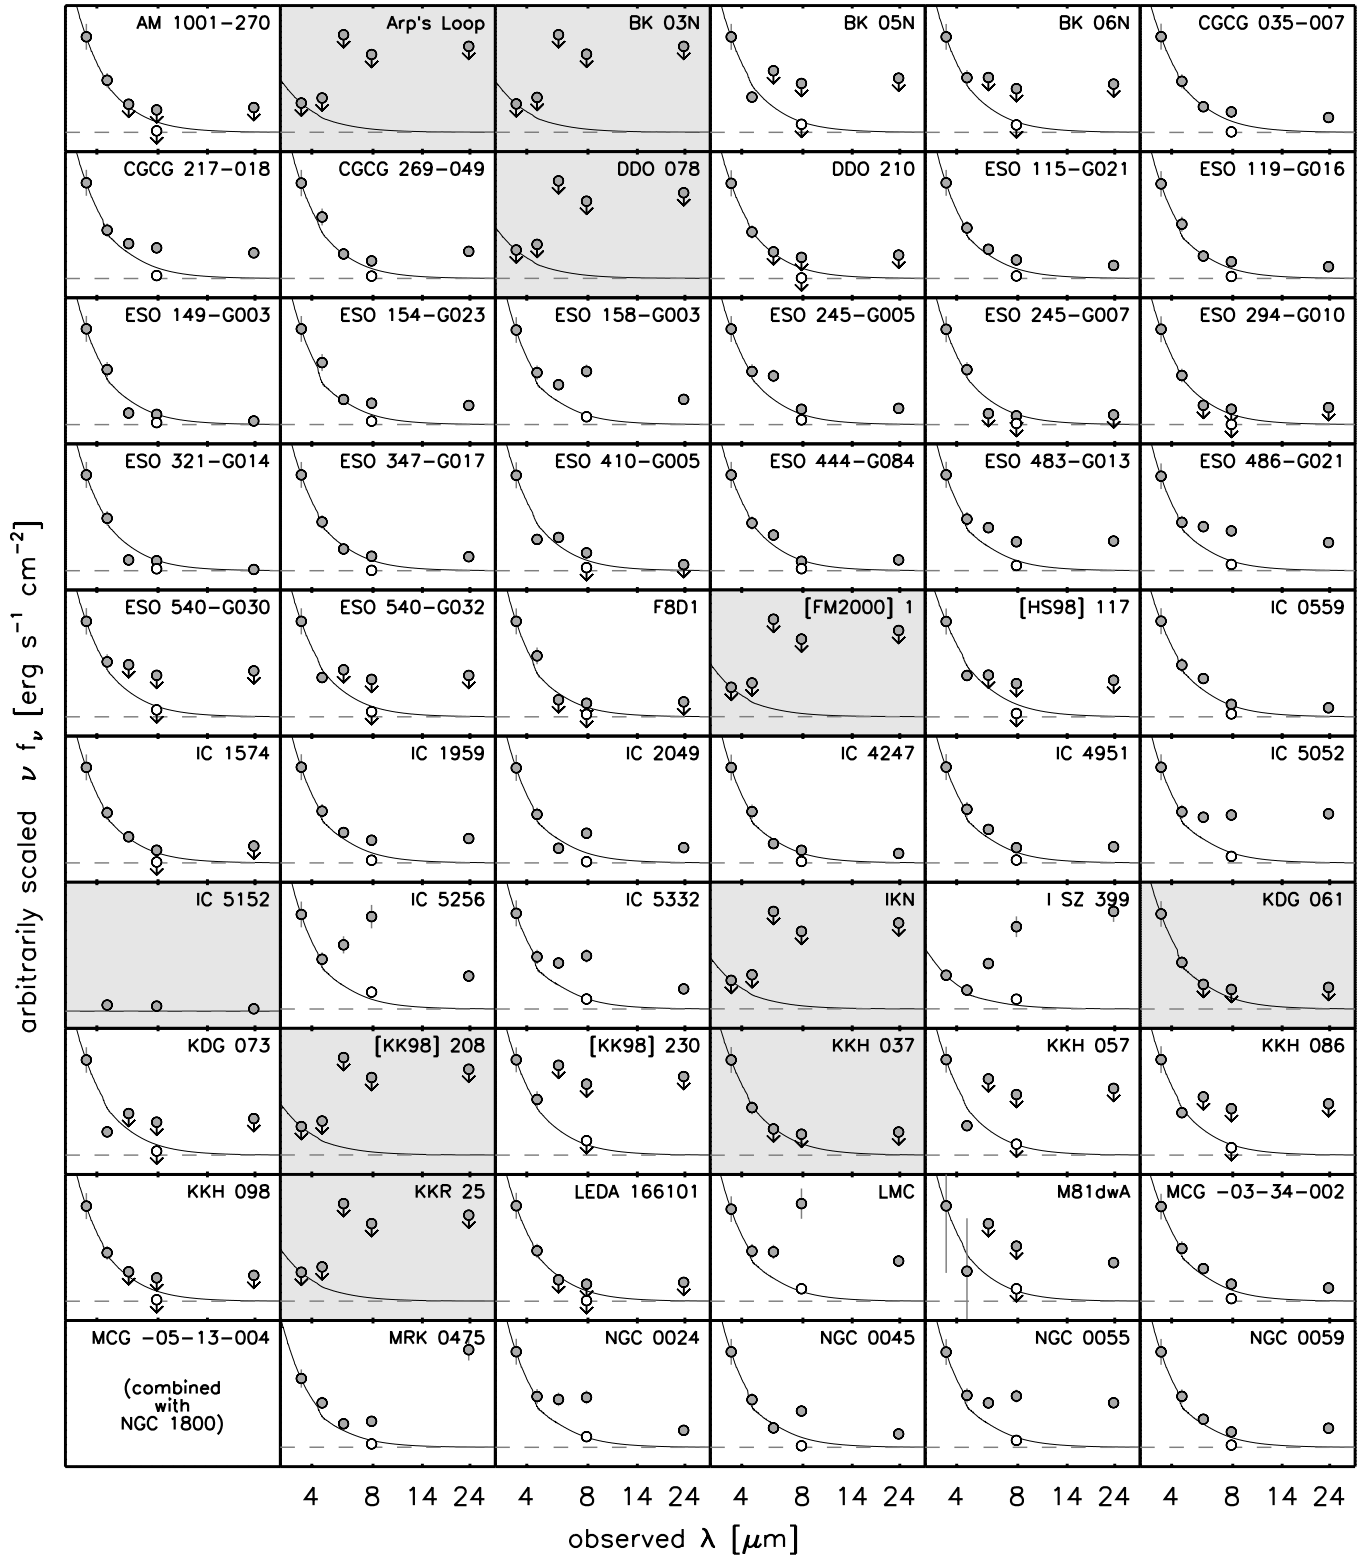 AM 1001-270
Arp's Loop
BK 03N
BK 05N
BK 06N
CGCG 035-007
CGCG 217-018
CGCG 269-049
DDO 078
DDO 210
ESO 115-G021
ESO 119-G016
ESO 149-G003
ESO 154-G023
ESO 158-G003
ESO 245-G005
ESO 245-G007
ESO 294-G010
ESO 321-G014
ESO 347-G017
ESO 410-G005
ESO 444-G084
ESO 483-G013
ESO 486-G021
ESO 540-G030
ESO 540-G032
F8D1
[FM2000] 1
[HS98] 117
IC 0559
IC 1574
IC 1959
IC 2049
IC 4247
IC 4951
IC 5052
IC 5152
IC 5256
IC 5332
IKN
I SZ 399
KDG 061
KDG 073
[KK98] 208
[KK98] 230
KKH 037
KKH 057
KKH 086
KKH 098
KKR 25
LEDA 166101
LMC
M81dwA
MCG -03-34-002
MCG -05-13-004
(combined
with
NGC 1800)
MRK 0475
NGC 0024
NGC 0045
NGC 0055
NGC 0059
arbitrarily scaled ν fν [erg s⁻¹ cm⁻²]
4 8 14 24 4 8 14 24 4 8 14 24 4 8 14 24 4 8 14 24
observed λ [μm]